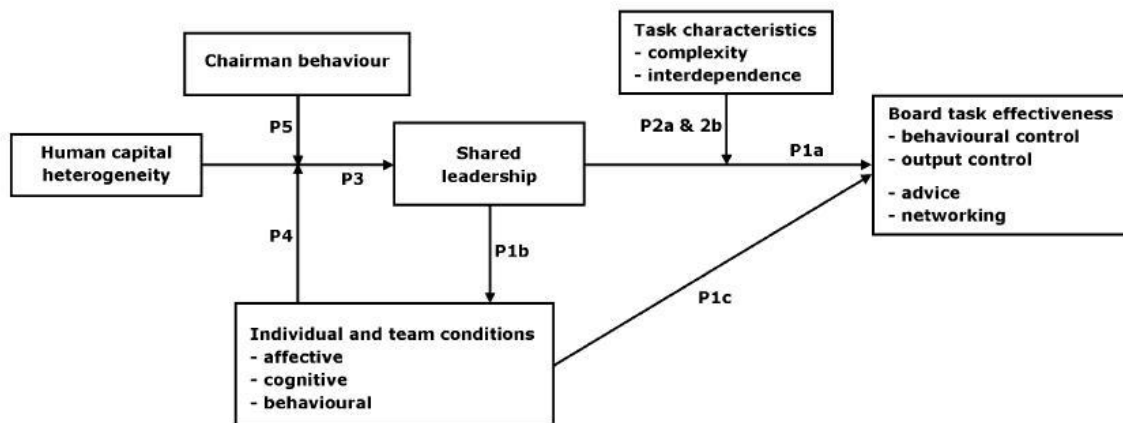 Task characteristics
- complexity
- interdependence
Chairman behaviour
P5
P2a & 2b
Board task effectiveness
- behavioural control
- output control
- advice
- networking
Human capital
heterogeneity
P3
Shared
leadership
P1a
P4
P1b
P1c
Individual and team conditions
- affective
- cognitive
- behavioural